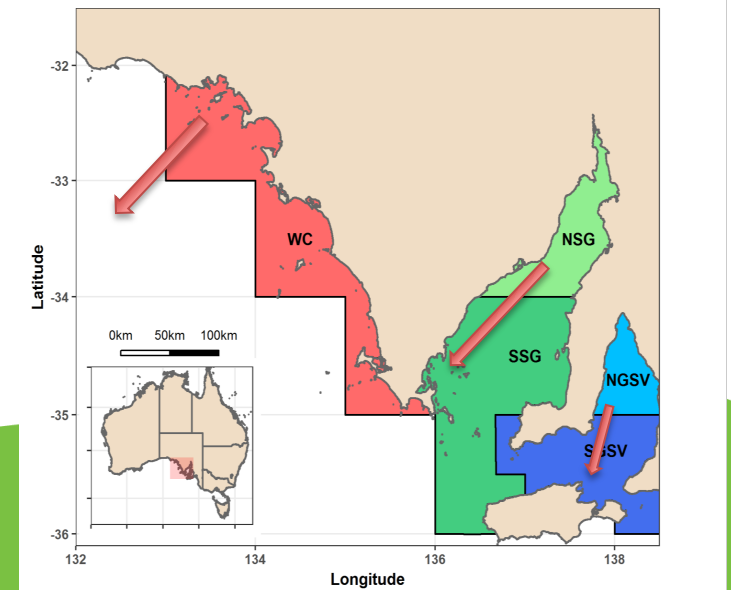 -32
-33
-34
-35
-36
Latitude
WC
NSG
SSG
NGSV
SGSV
0km 50km 100km
132 134 136 138
Longitude